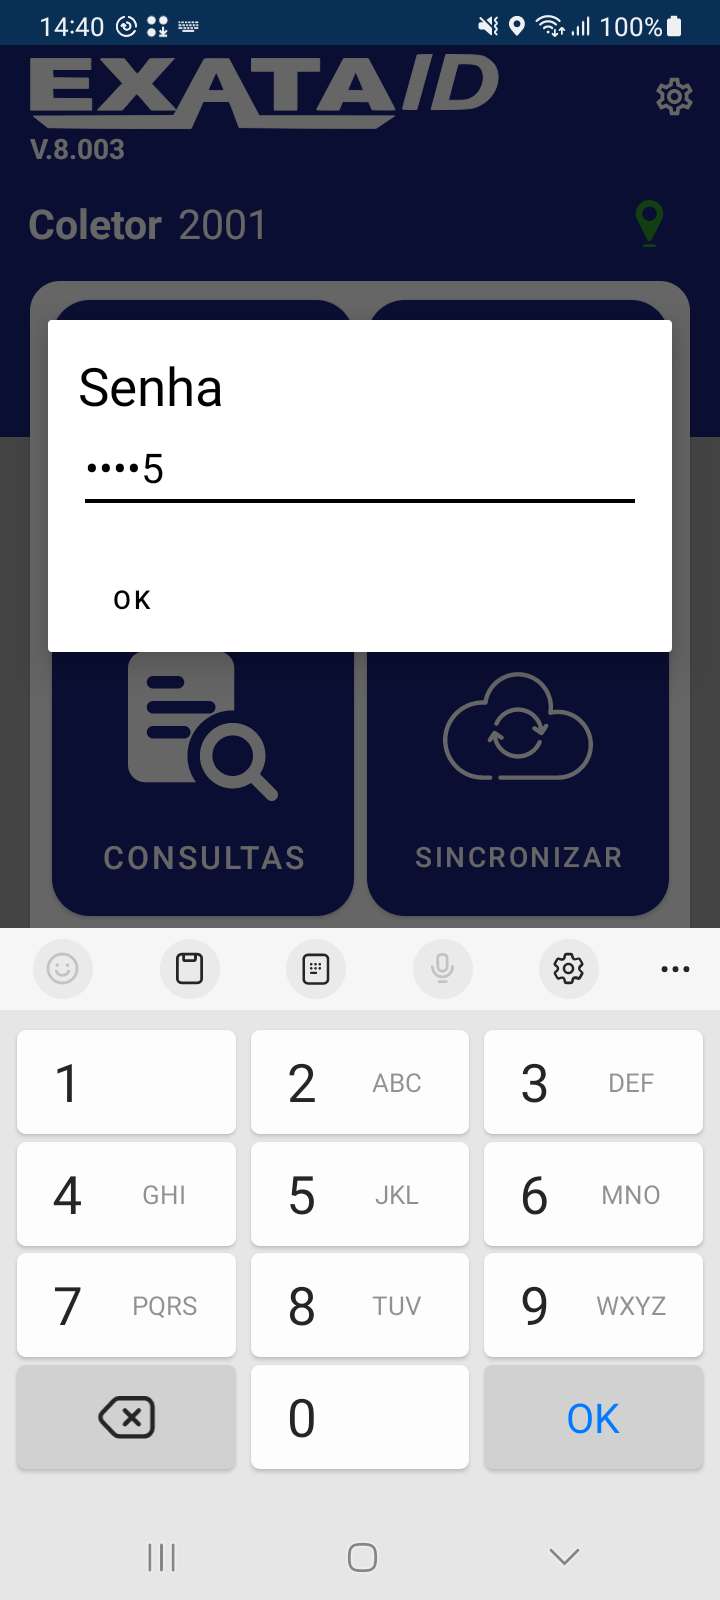 14:40
100%
EXATAID
V.8.003
Coletor 2001
Senha
••••5
OK
CONSULTAS
SINCRONIZAR
1
2 ABC
3 DEF
4 GHI
5 JKL
6 MNO
7 PQRS
8 TUV
9 WXYZ
0
OK